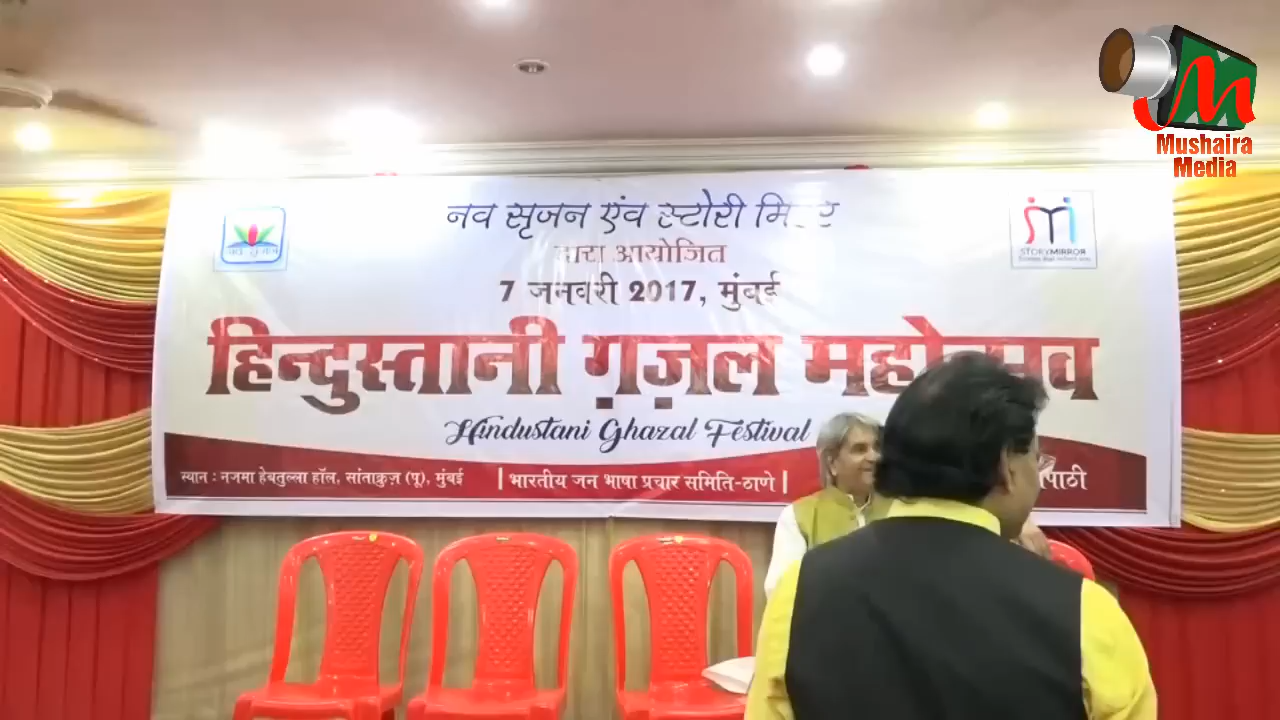 Mushaira
Media
नव सृजन एंव स्टोरी
द्वारा आयोजित
7 जनवरी 2017, मुंबई
हिन्दुस्तानी ग़ज़ल
Hindustani Ghazal Festival
STORYMIRROR
स्थान : नजमा हेबतुल्ला हॉल, सांताक्रुज़ (पू), मुंबई
भारतीय जन भाषा प्रचार समिति-ठाणे